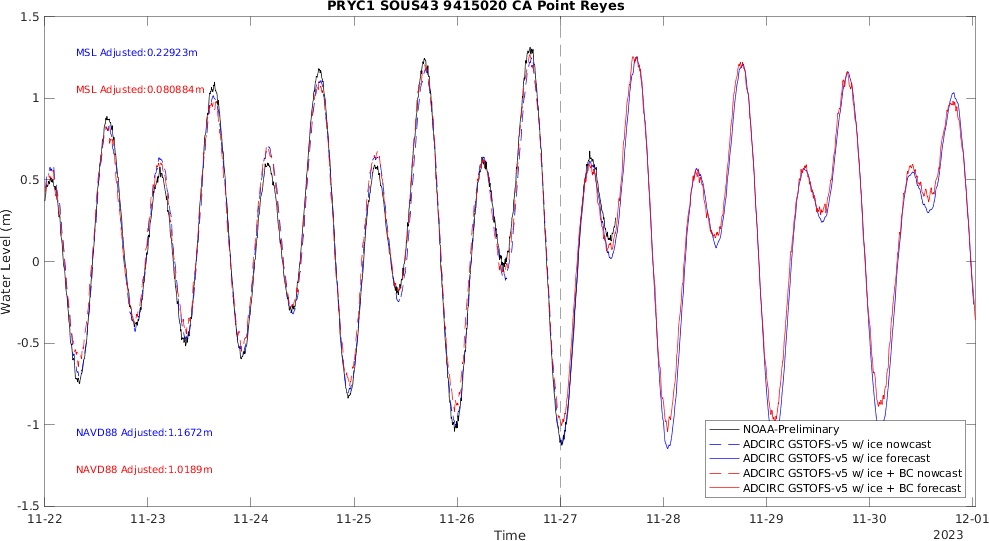 PRYC1 SOUS43 9415020 CA Point Reyes
1.5
1
0.5
0
-0.5
-1
-1.5
Water Level (m)
MSL Adjusted:0.22923m
MSL Adjusted:0.080884m
NAVD88 Adjusted:1.1672m
NAVD88 Adjusted:1.0189m
NOAA-Preliminary
ADCIRC GSTOFS-v5 w/ ice nowcast
ADCIRC GSTOFS-v5 w/ ice forecast
ADCIRC GSTOFS-v5 w/ ice + BC nowcast
ADCIRC GSTOFS-v5 w/ ice + BC forecast
11-22 11-23 11-24 11-25 11-26 11-27 11-28 11-29 11-30 12-01
Time
2023